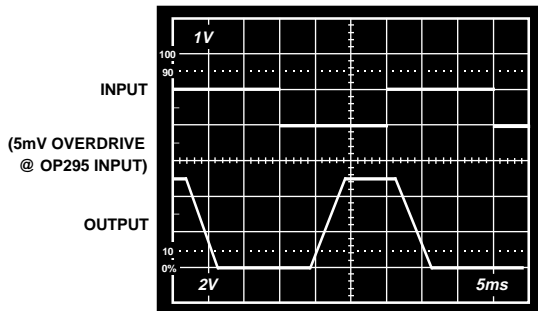 1V
100
90
INPUT
(5mV OVERDRIVE
@ OP295 INPUT)
OUTPUT
10
0%
2V
5ms